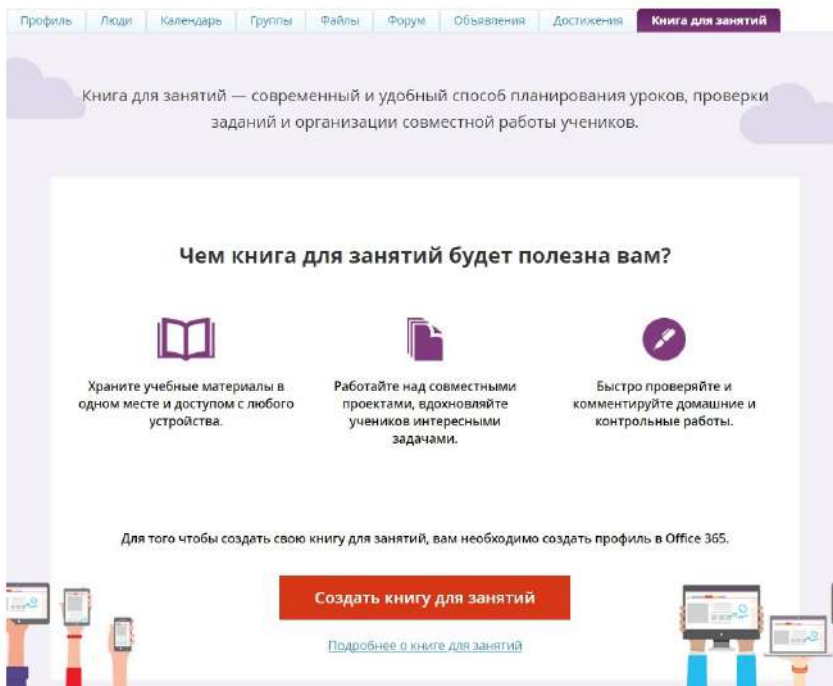 Профиль Люди Календарь Группы Файлы Форум Объявления Достижения Книга для занятий
Книга для занятий — современный и удобный способ планирования уроков, проверки
заданий и организации совместной работы учеников.
Чем книга для занятий будет полезна вам?
Храните учебные материалы в
одном месте и доступом с любого
устройства.
Работайте над совместными
проектами, вдохновляйте
учеников интересными
задачами.
Быстро проверяйте и
комментируйте домашние и
контрольные работы.
Для того чтобы создать свою книгу для занятий, вам необходимо создать профиль в Office 365.
Создать книгу для занятий
Подробнее о книге для занятий